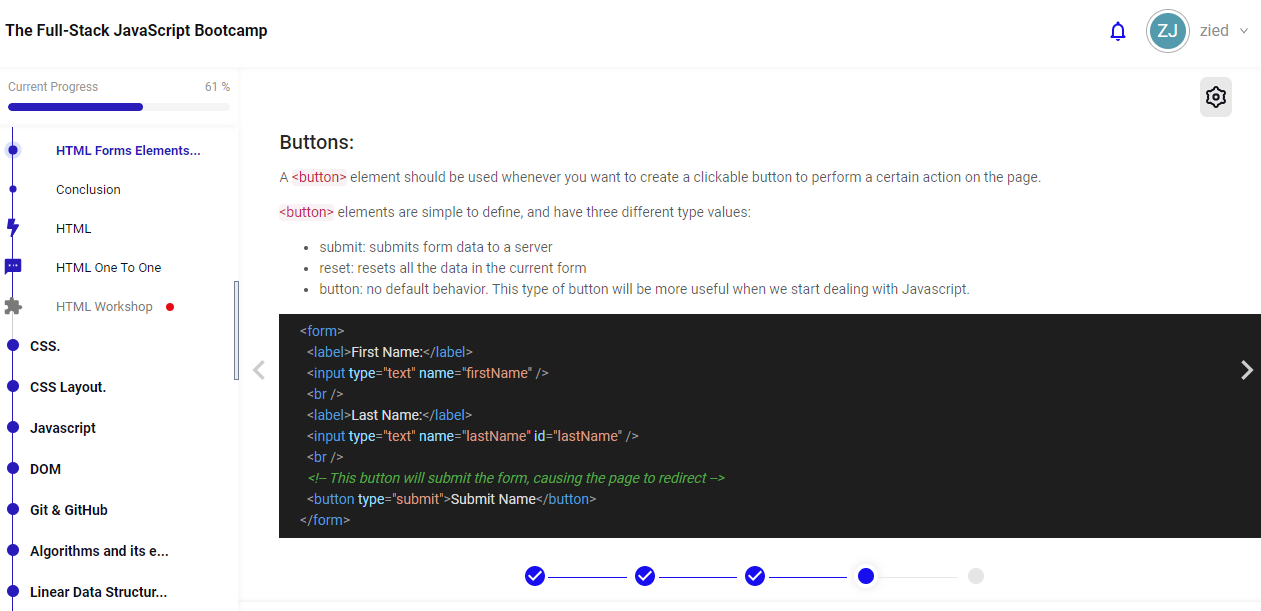 The Full-Stack JavaScript Bootcamp
ZJ
zied
Current Progress
61 %
HTML Forms Elements...
Conclusion
HTML
HTML One To One
HTML Workshop
CSS.
CSS Layout.
Javascript
DOM
Git & GitHub
Algorithms and its e...
Linear Data Structur...
Buttons:
A <button> element should be used whenever you want to create a clickable button to perform a certain action on the page.
<button> elements are simple to define, and have three different type values:
• submit: submits form data to a server
• reset: resets all the data in the current form
• button: no default behavior. This type of button will be more useful when we start dealing with Javascript.
<form>
<label>First Name:</label>
<input type="text" name="firstName" />
<br />
<label>Last Name:</label>
<input type="text" name="lastName" id="lastName" />
<br />
<!-- This button will submit the form, causing the page to redirect -->
<button type="submit">Submit Name</button>
</form>